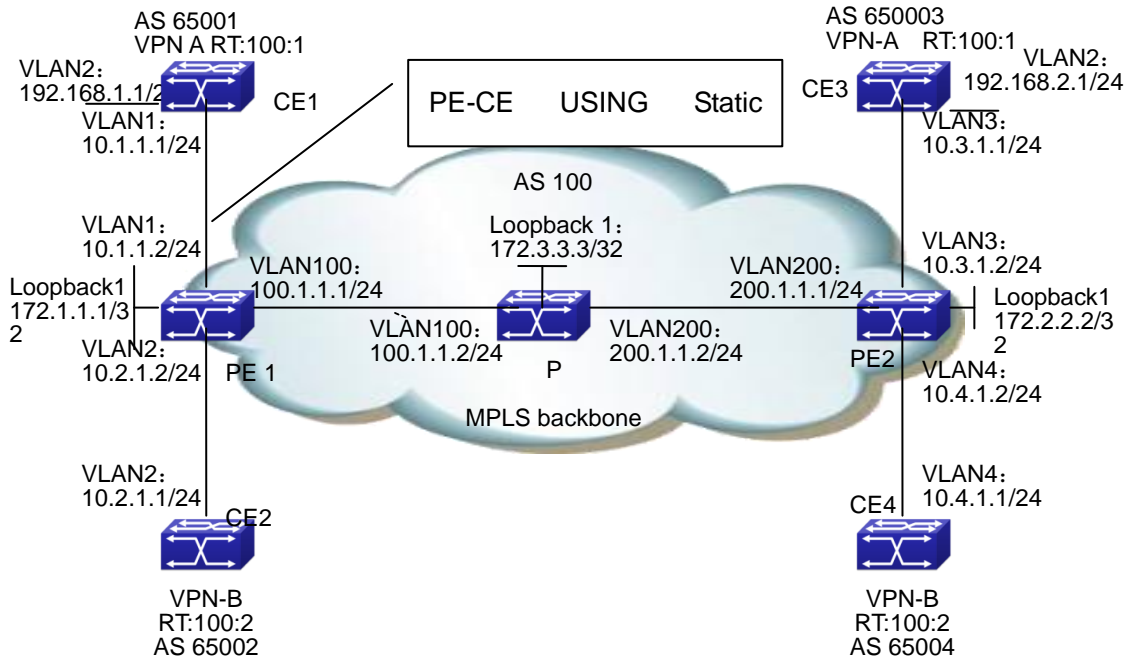 AS 65001
VPN A RT:100:1
VLAN2：
192.168.1.1/2
CE1
VLAN1：
10.1.1.1/24
AS 650003
VPN-A RT:100:1
VLAN2：
192.168.2.1/24
CE3
VLAN3：
10.3.1.1/24
PE-CE USING Static
AS 100
VLAN1：
10.1.1.2/24
Loopback 1：
172.3.3.3/32
VLAN3：
10.3.1.2/24
VLAN100：
100.1.1.1/24
VLAN200：
200.1.1.1/24
Loopback1
172.1.1.1/3
2
Loopback1
172.2.2.2/3
2
VLAN100：
100.1.1.2/24
VLAN200：
200.1.1.2/24
VLAN2：
10.2.1.2/24
PE 1
P
PE2
VLAN4：
10.4.1.2/24
MPLS backbone
VLAN2：
10.2.1.1/24
CE2
VLAN4：
10.4.1.1/24
CE4
VPN-B
RT:100:2
AS 65002
VPN-B
RT:100:2
AS 65004